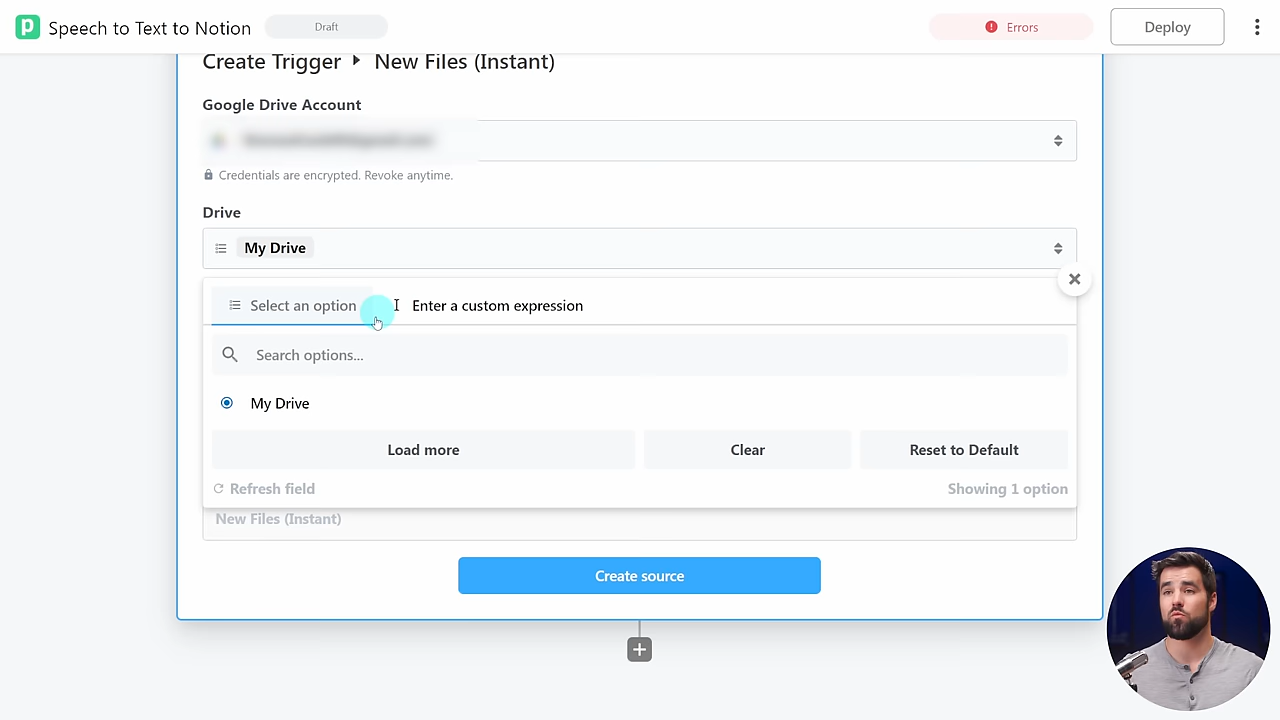 Speech to Text to Notion
Draft
Errors
Deploy
Create Trigger New Files (Instant)
Google Drive Account
Credentials are encrypted. Revoke anytime.
Drive
My Drive
Select an option
Enter a custom expression
Search options...
My Drive
Load more
Clear
Reset to Default
Refresh field
Showing 1 option
New Files (Instant)
Create source